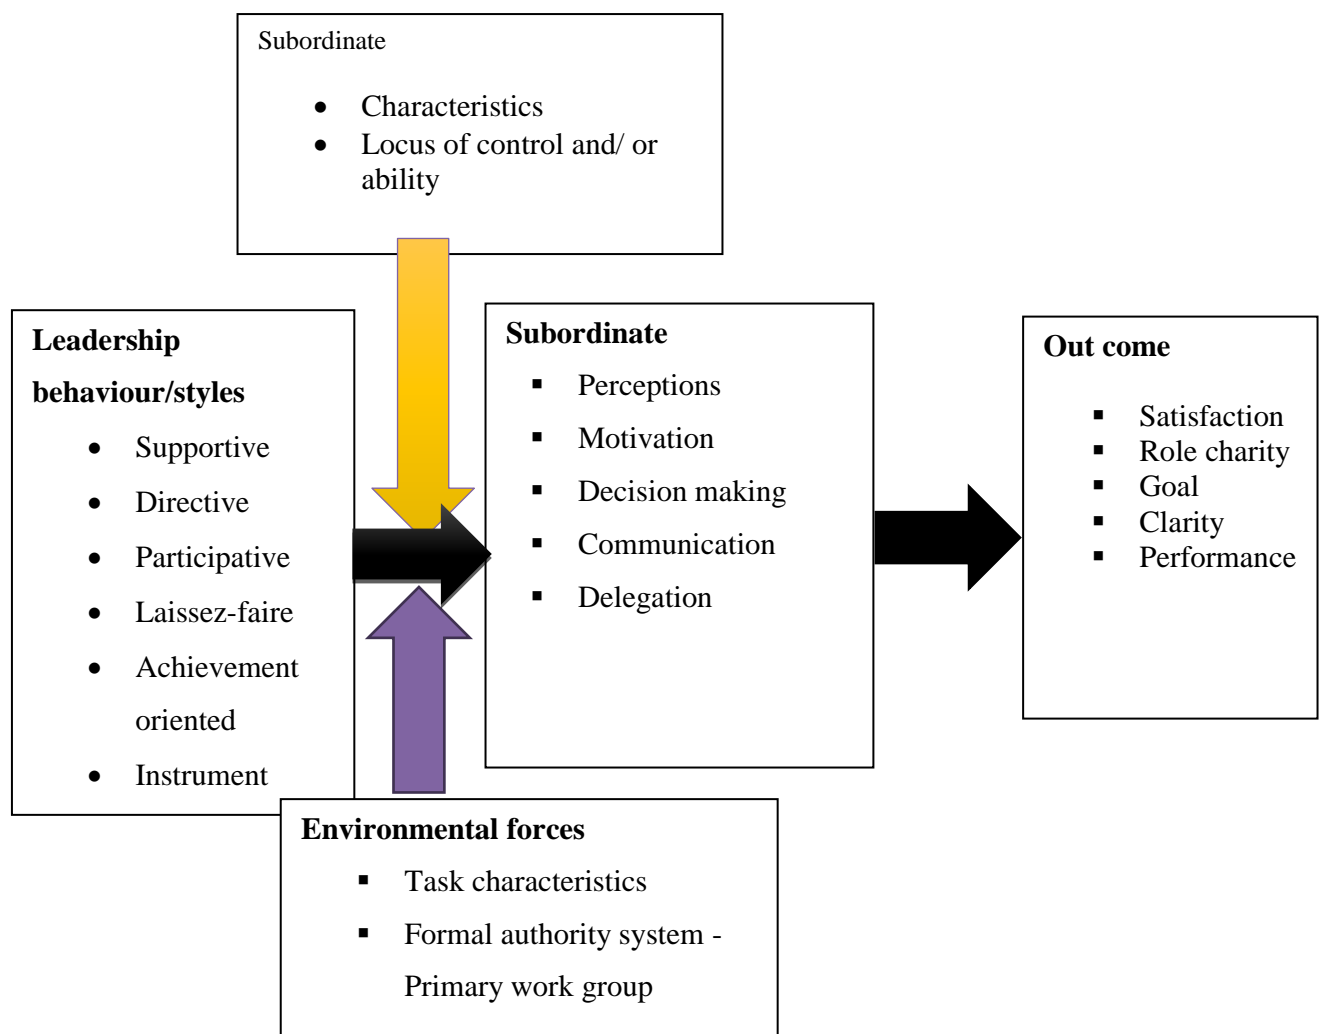 Subordinate
• Characteristics
• Locus of control and/ or
ability
Leadership
behaviour/styles
• Supportive
• Directive
• Participative
• Laissez-faire
• Achievement
oriented
• Instrument
Subordinate
▪ Perceptions
▪ Motivation
▪ Decision making
▪ Communication
▪ Delegation
Out come
▪ Satisfaction
▪ Role charity
▪ Goal
▪ Clarity
▪ Performance
Environmental forces
▪ Task characteristics
▪ Formal authority system -
Primary work group